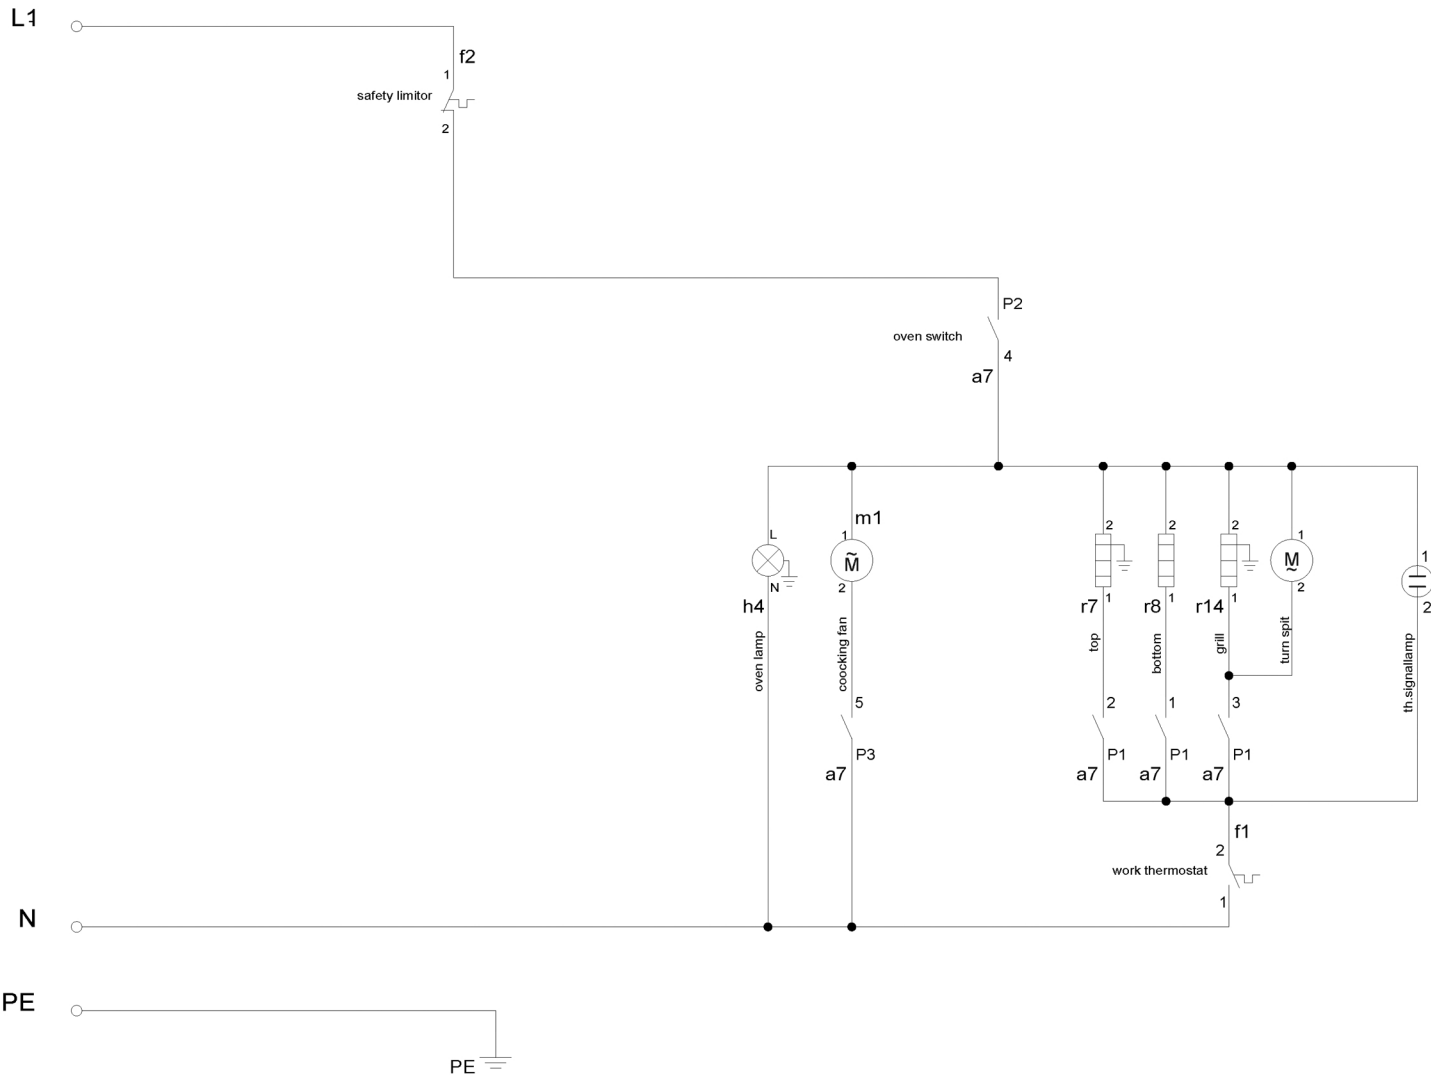 L1
f2
1
safety limitor
2
P2
oven switch
4
a7
m1
L
1
2
2
2
1
1
M
M
N
2
1
1
1
2
2
h4
r7
r8
r14
oven lamp
coocking fan
top
bottom
grill
turn spit
th.signallamp
5
2
1
3
P3
P1
P1
P1
a7
a7
a7
a7
f1
2
work thermostat
1
N
PE
PE